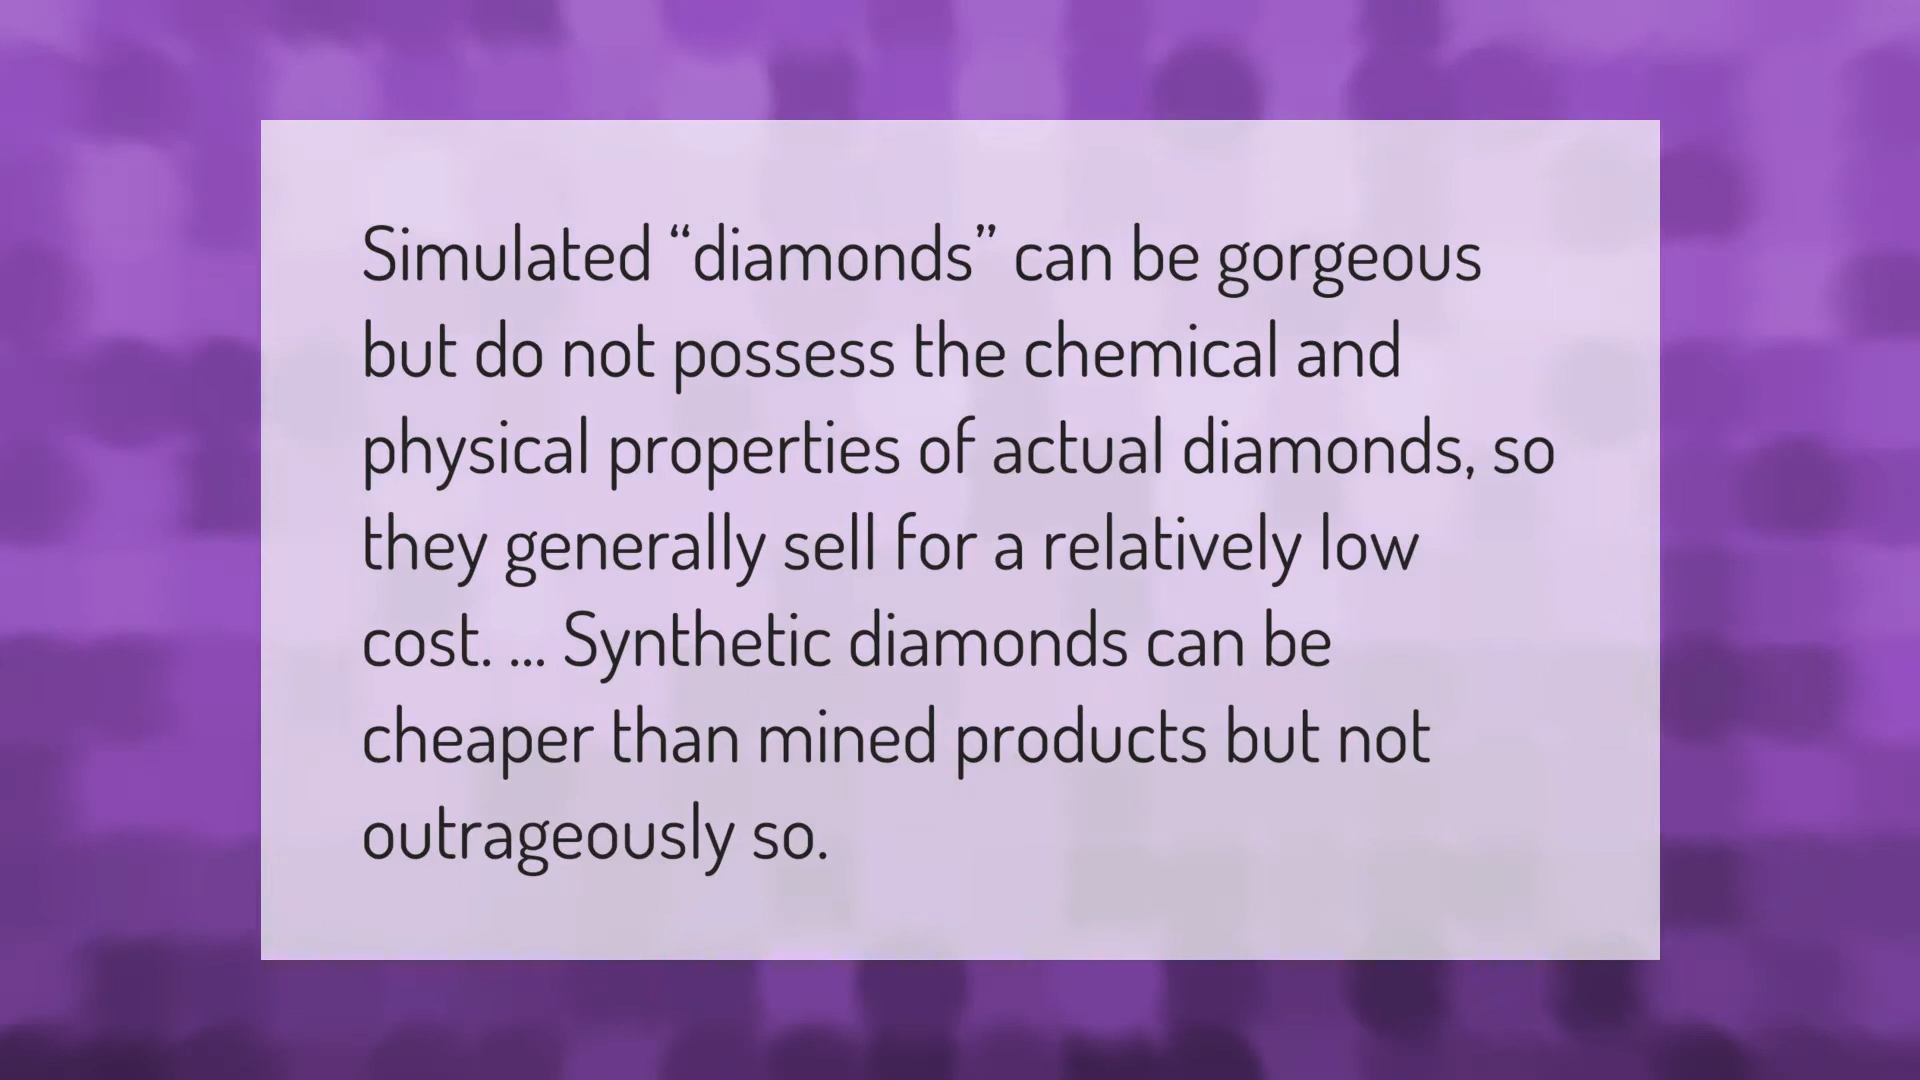 Simulated “diamonds” can be gorgeous
but do not possess the chemical and
physical properties of actual diamonds, so
they generally sell for a relatively low
cost. ... Synthetic diamonds can be
cheaper than mined products but not
outrageously so.